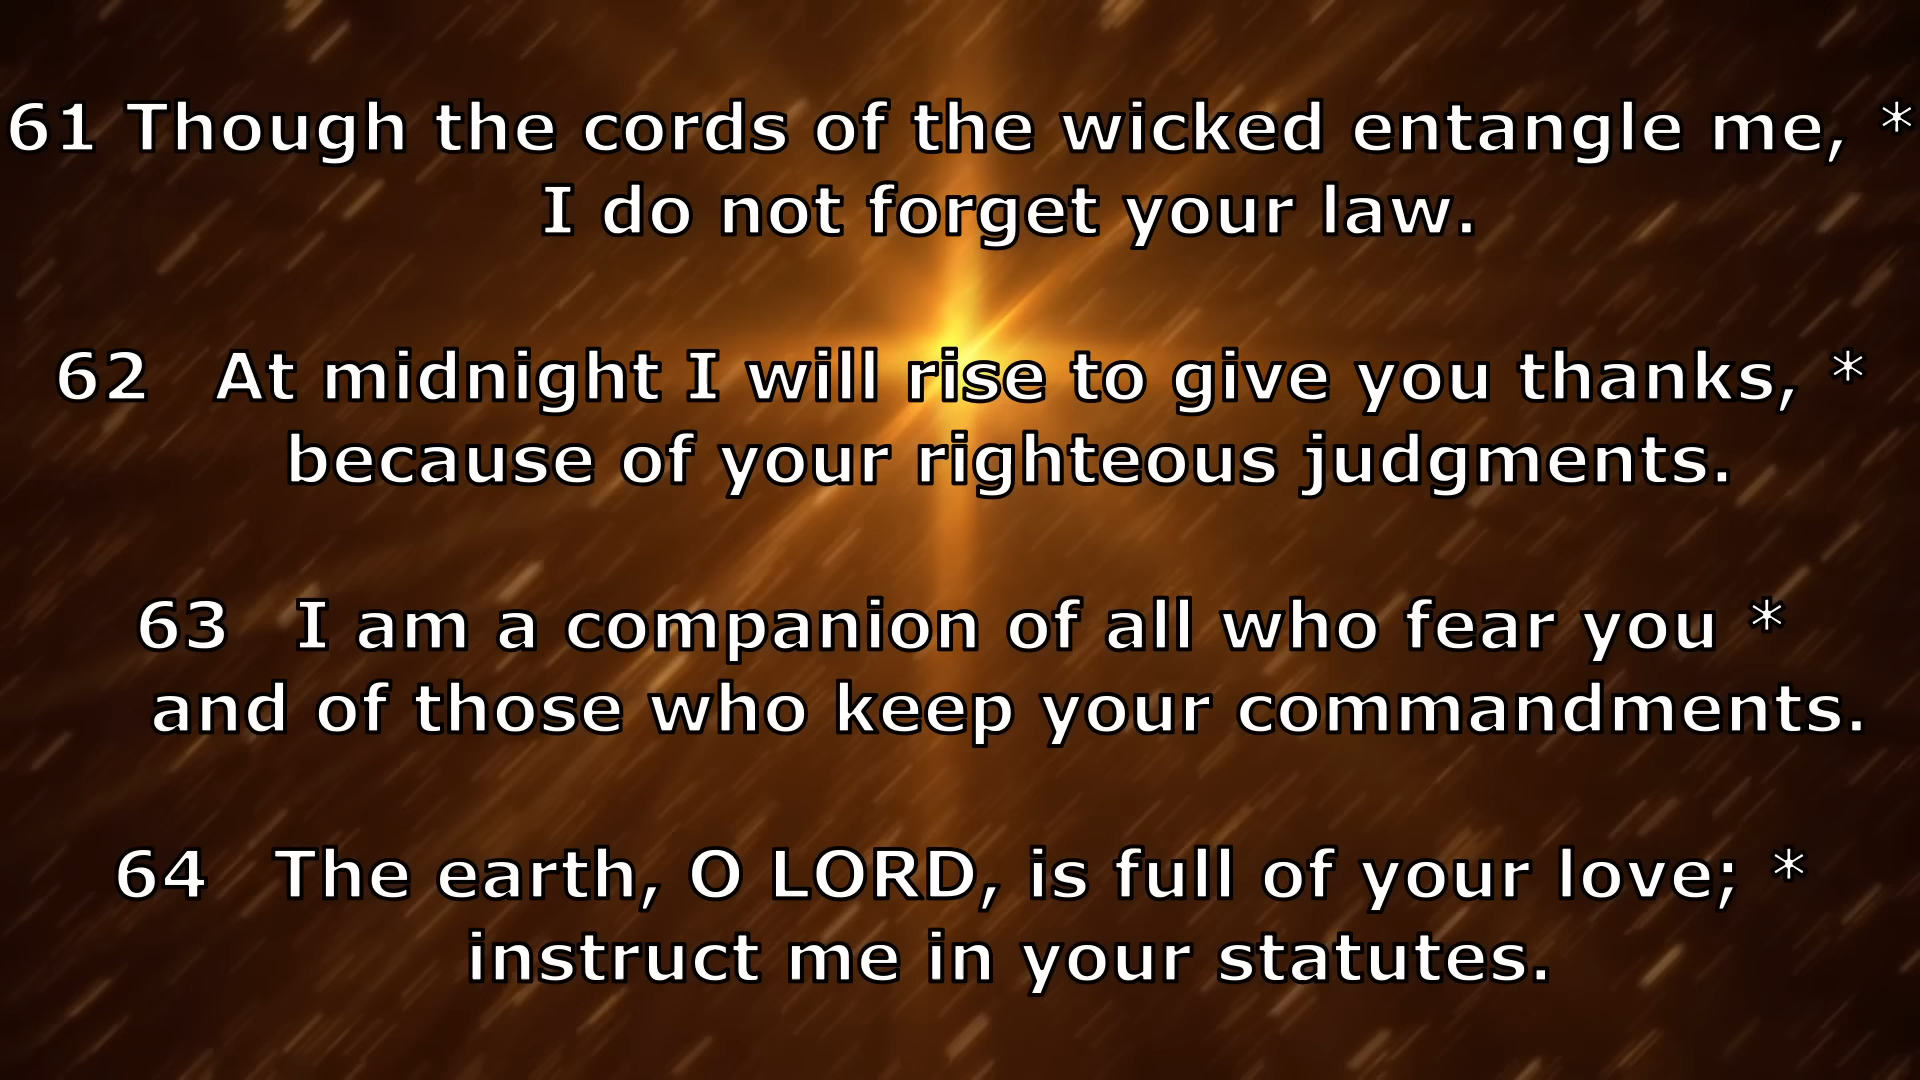 61 Though the cords of the wicked entangle me, *
I do not forget your law.
62 At midnight I will rise to give you thanks, *
because of your righteous judgments.
63 I am a companion of all who fear you *
and of those who keep your commandments.
64 The earth, O LORD, is full of your love; *
instruct me in your statutes.